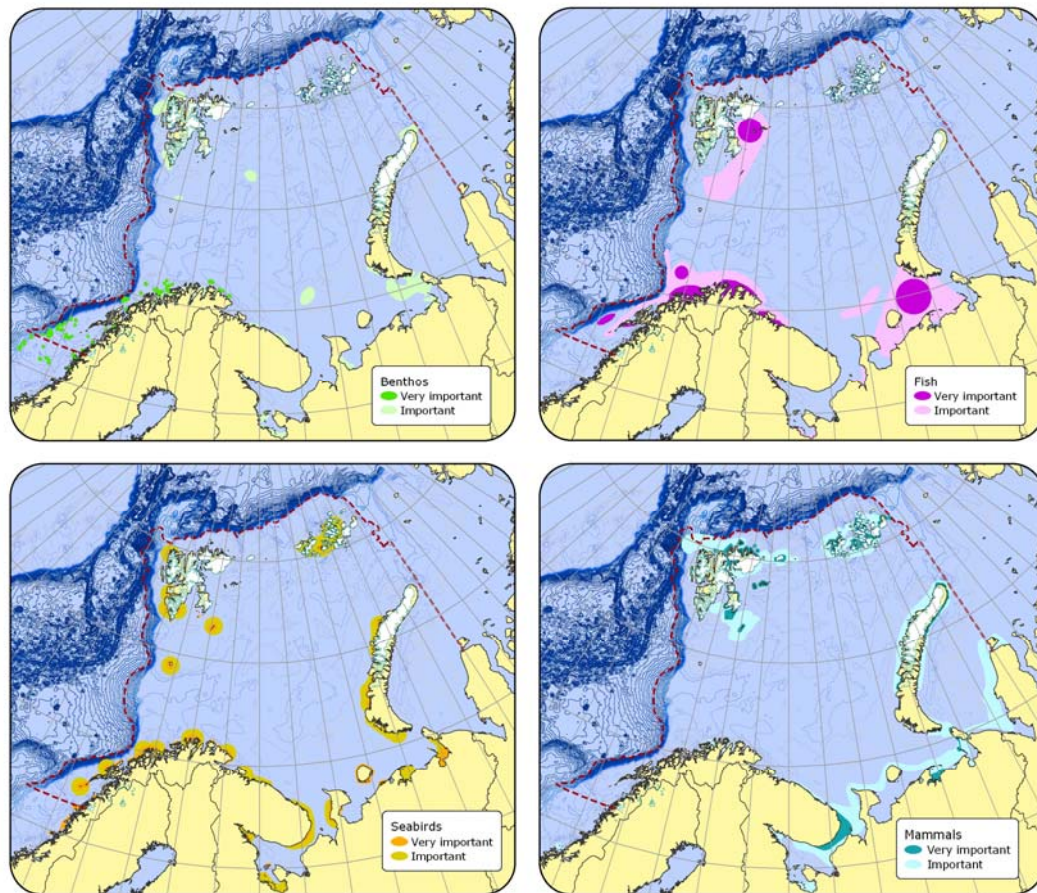 Benthos
Very important
Important
Fish
Very important
Important
Seabirds
Very important
Important
Mammals
Very important
Important